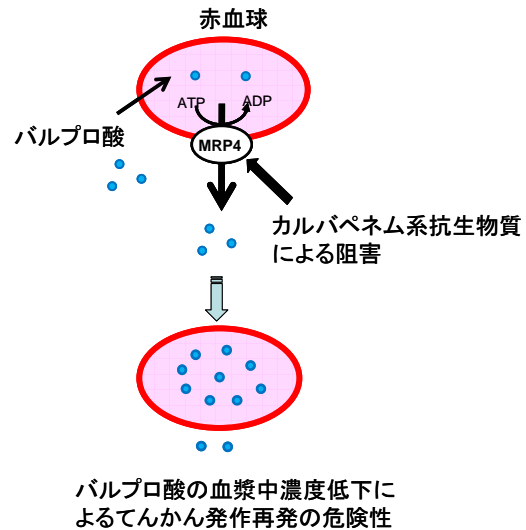 赤血球
ATP
ADP
バルプロ酸
MRP4
カルバペネム系抗生物質
による阻害
バルプロ酸の血漿中濃度低下に
よるてんかん発作再発の危険性